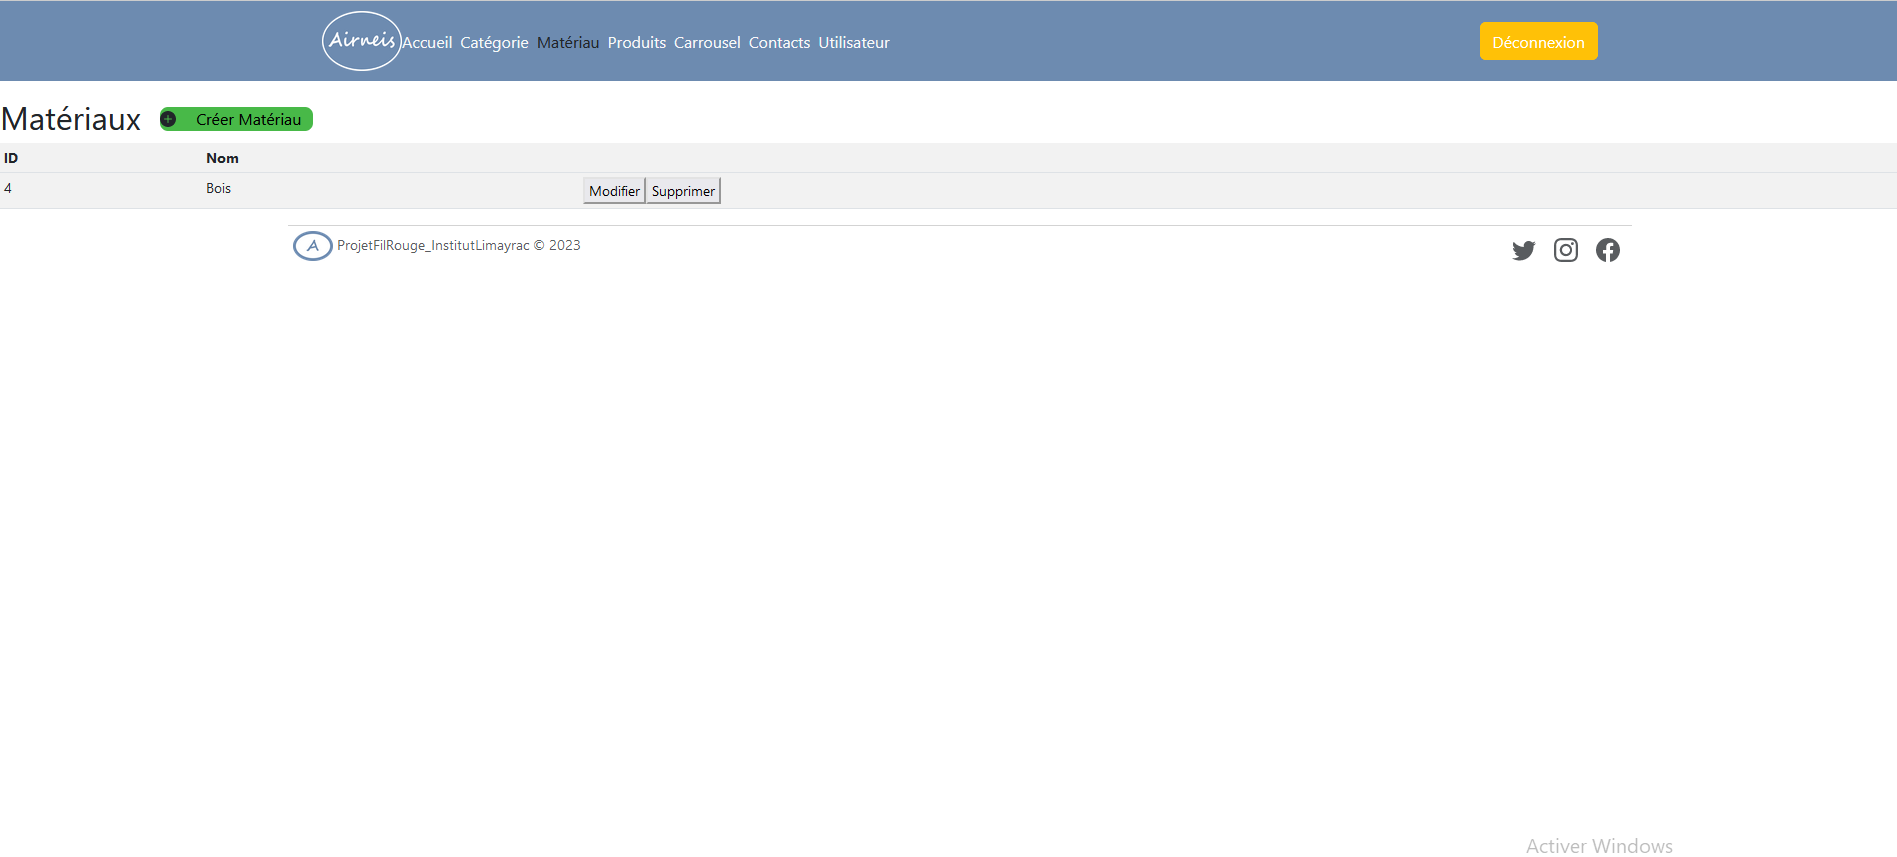 Airneis Accueil Catégorie Matériau Produits Carrousel Contacts Utilisateur Déconnexion
Matériaux Créer Matériau
ID Nom
4 Bois Modifier Supprimer
A ProjetFilRouge_InstitutLimayrac © 2023
Activer Windows